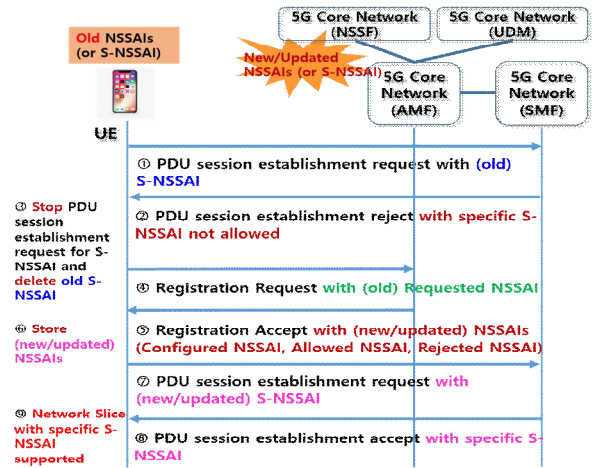 5G Core Network
(NSSF)
5G Core Network
(UDM)
Old NSSAIs
(or S-NSSAI)
New/Updated
NSSAIs (or S-NSSAI)
5G Core
Network
(AMF)
5G Core
Network
(SMF)
UE
① PDU session establishment request with (old)
S-NSSAI
② PDU session establishment reject with specific S-
NSSAI not allowed
③ Stop PDU
session
establishment
request for S-
NSSAI and
delete old S-
NSSAI
④ Registration Request with (old) Requested NSSAI
⑤ Registration Accept with (new/updated) NSSAIs
(Configured NSSAI, Allowed NSSAI, Rejected NSSAI)
⑥ Store
(new/updated)
NSSAIs
⑦ PDU session establishment request with
(new/updated) S-NSSAI
⑧ PDU session establishment accept with specific S-
NSSAI
⑨ Network Slice
with specific S-
NSSAI
supported